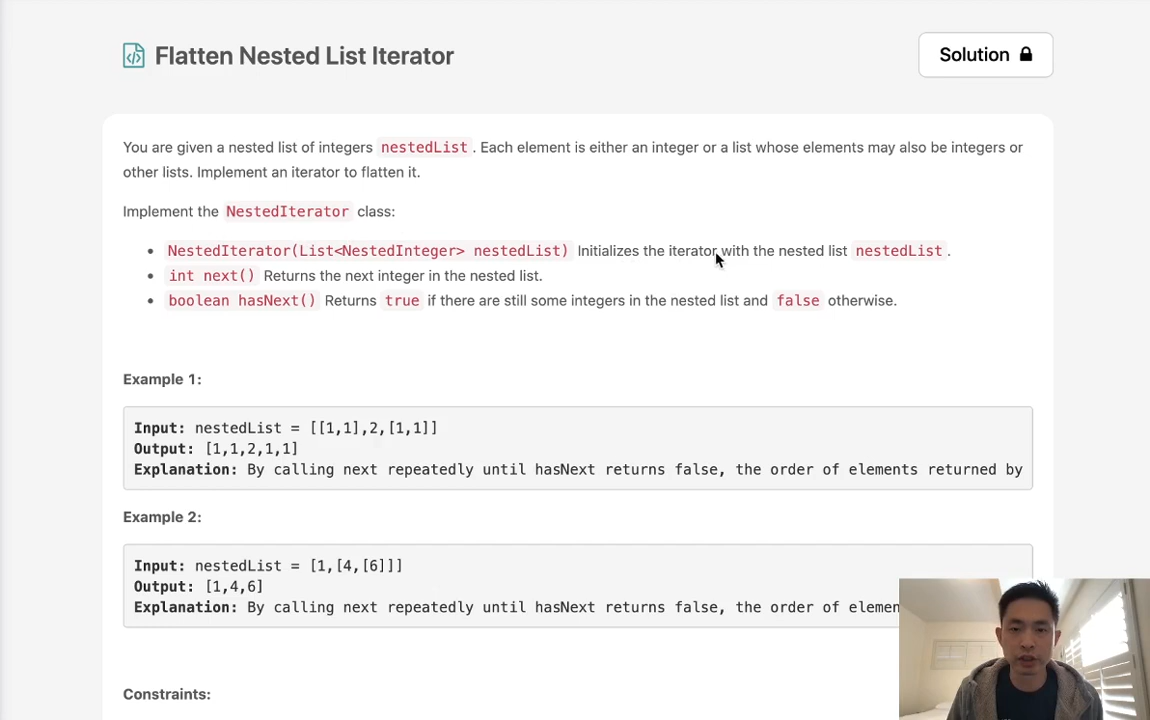 Flatten Nested List Iterator
Solution
You are given a nested list of integers nestedList . Each element is either an integer or a list whose elements may also be integers or
other lists. Implement an iterator to flatten it.
Implement the NestedIterator class:
• NestedIterator(List<NestedInteger> nestedList) Initializes the iterator with the nested list nestedList .
• int next() Returns the next integer in the nested list.
• boolean hasNext() Returns true if there are still some integers in the nested list and false otherwise.
Example 1:
Input: nestedList = [[1,1],2,[1,1]]
Output: [1,1,2,1,1]
Explanation: By calling next repeatedly until hasNext returns false, the order of elements returned by
Example 2:
Input: nestedList = [1,[4,[6]]]
Output: [1,4,6]
Explanation: By calling next repeatedly until hasNext returns false, the order of elemen
Constraints: